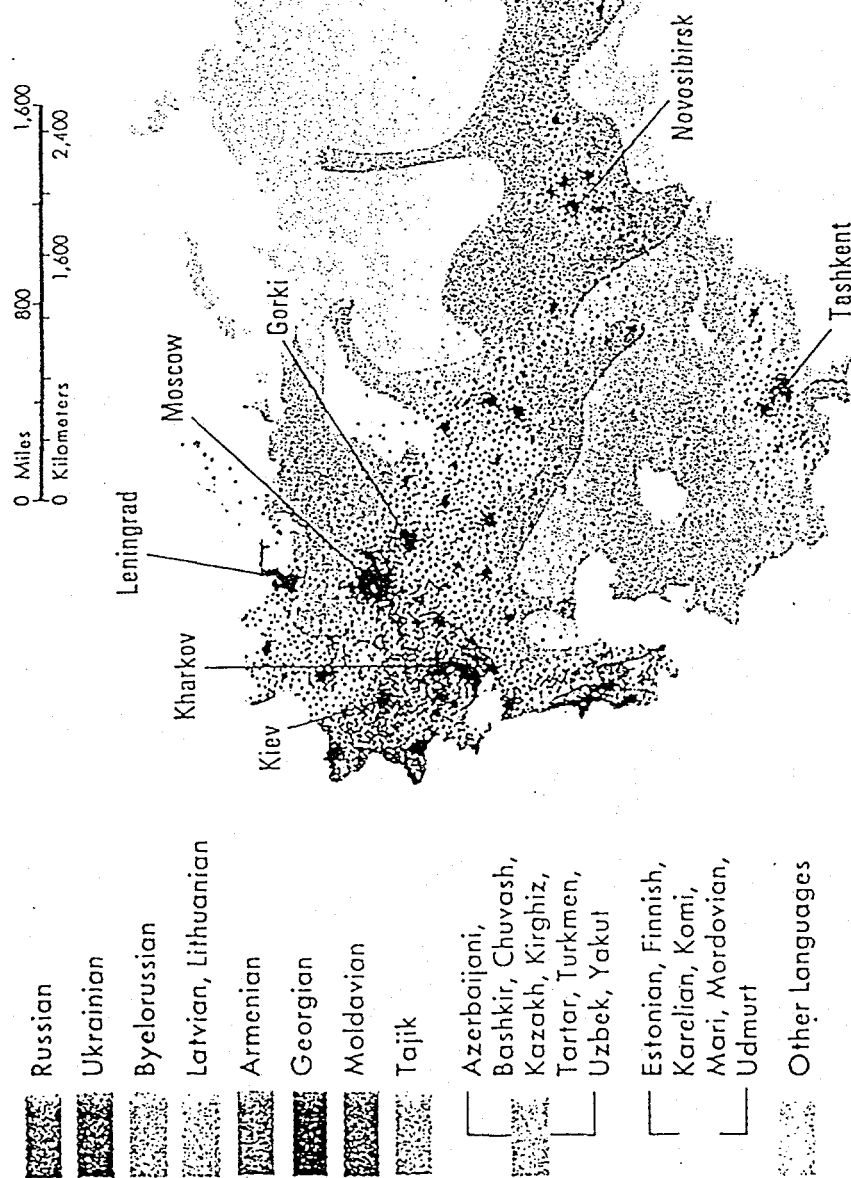 0 Miles 800 1,600
0 Kilometers 1,600 2,400
Leningrad
Moscow
Gorki
Kharkov
Kiev
Novosibirsk
Tashkent
Russian
Ukrainian
Byelorussian
Latvian, Lithuanian
Armenian
Georgian
Moldavian
Tajik
Azerbaijani,
Bashkir, Chuvash,
Kazakh, Kirghiz,
Tartar, Turkmen,
Uzbek, Yakut
Estonian, Finnish,
Karelian, Komi,
Mari, Mordovian,
Udmurt
Other Languages